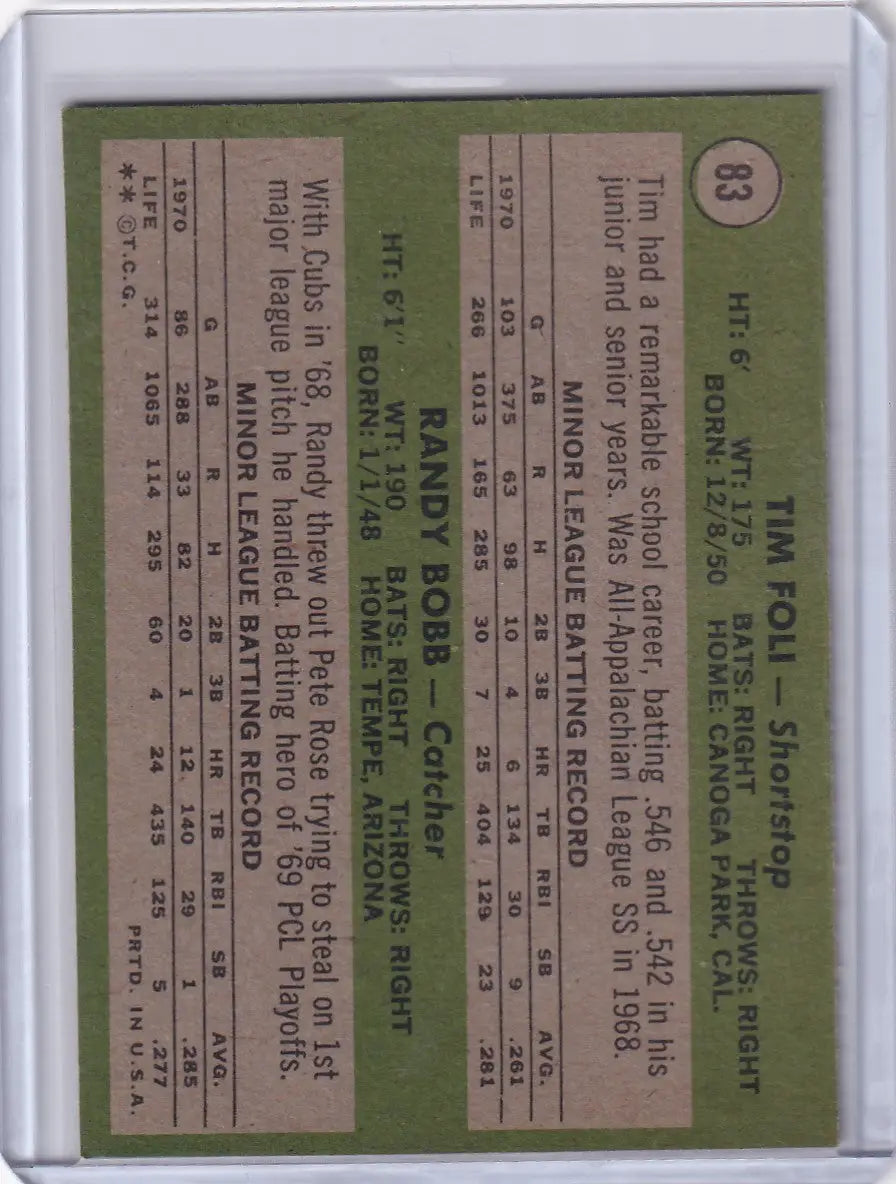 83
TIM FOLI — Shortstop
HT: 6' WT: 175 BATS: RIGHT THROWS: RIGHT
BORN: 12/8/50 HOME: CANOGA PARK, CAL.
Tim had a remarkable school career, batting .546 and .542 in his
junior and senior years. Was All-Appalachian League SS in 1968.
MINOR LEAGUE BATTING RECORD
G AB R H 2B 3B HR TB RBI SB AVG.
1970 103 375 63 98 10 4 6 134 30 9 .261
LIFE 266 1013 165 285 30 7 25 404 129 23 .281
RANDY BOBB — Catcher
HT: 6'1" WT: 190 BATS: RIGHT THROWS: RIGHT
BORN: 1/1/48 HOME: TEMPE, ARIZONA
With Cubs in '68, Randy threw out Pete Rose trying to steal on 1st
major league pitch he handled. Batting hero of '69 PCL Playoffs.
MINOR LEAGUE BATTING RECORD
G AB R H 2B 3B HR TB RBI SB AVG.
1970 86 288 33 82 20 1 12 140 29 1 .285
LIFE 314 1065 114 295 60 4 24 435 125 5 .277
** ©T.C.G. PRTD. IN U.S.A.